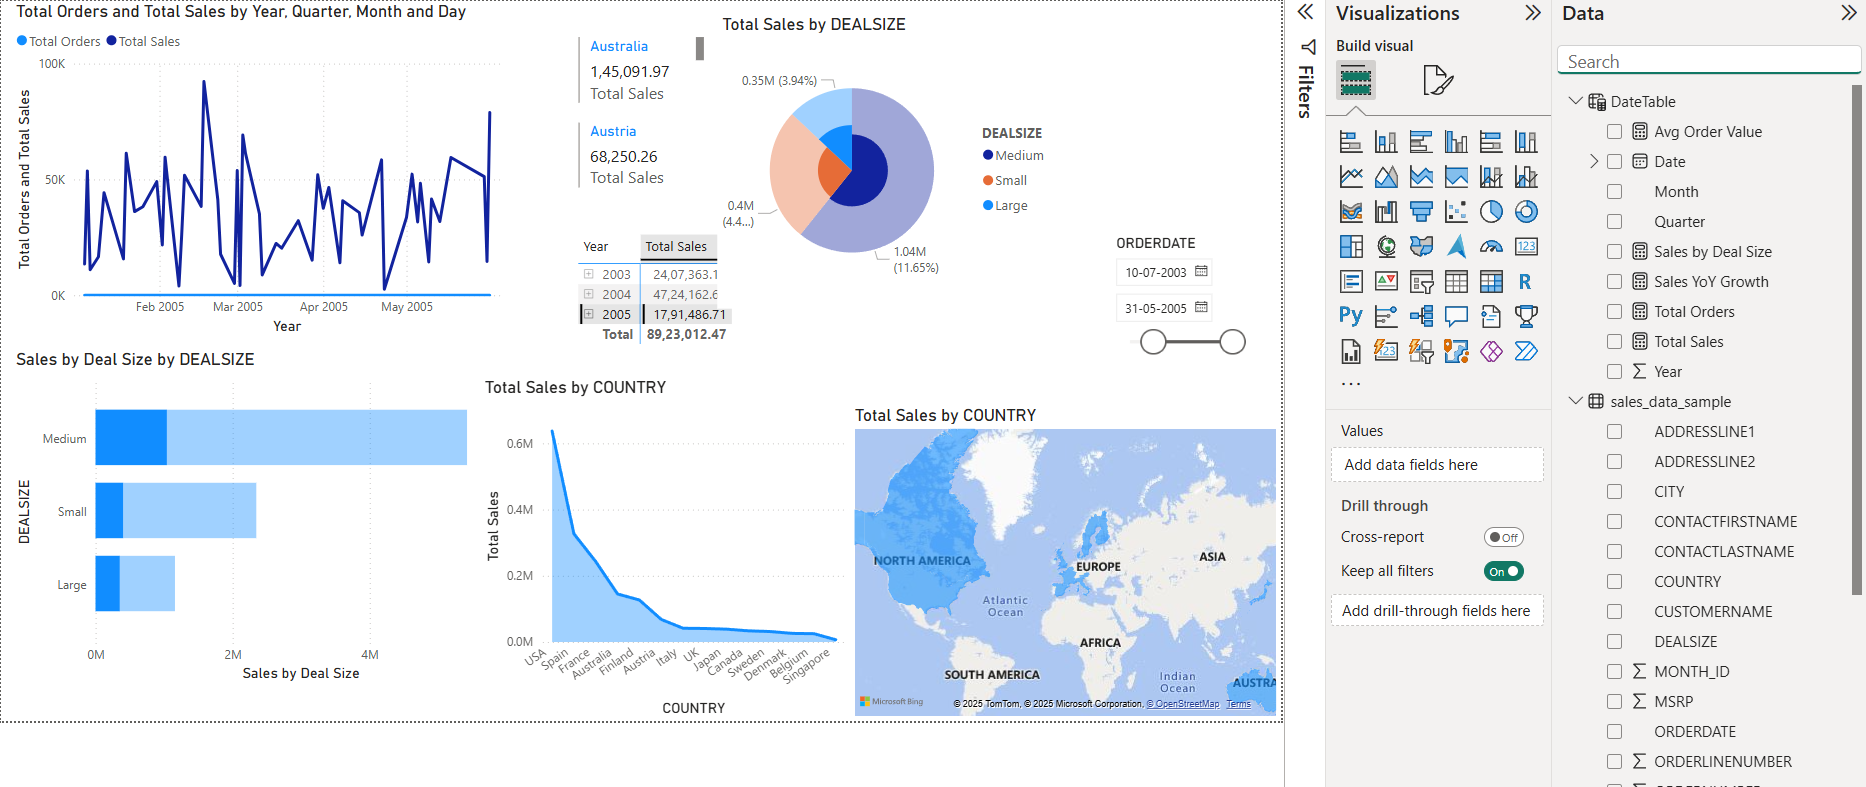 Total Orders and Total Sales by Year, Quarter, Month and Day
Total Orders Total Sales
Total Orders and Total Sales
100K
50K
0K
Feb 2005 Mar 2005 Apr 2005 May 2005
Year
Australia
1,45,091.97
Total Sales
Austria
68,250.26
Total Sales
Year Total Sales
2003 24,07,363.1
2004 47,24,162.6
2005 17,91,486.71
Total 89,23,012.47
Total Sales by DEALSIZE
0.35M (3.94%)
0.4M
(4.4...)
1.04M
(11.65%)
DEALSIZE
Medium
Small
Large
ORDERDATE
10-07-2003
31-05-2005
Sales by Deal Size by DEALSIZE
DEALSIZE
Medium
Small
Large
0M 2M 4M
Sales by Deal Size
Total Sales by COUNTRY
Total Sales
0.6M
0.4M
0.2M
0.0M
USA Spain France Australia Finland Austria Italy UK Japan Canada Sweden Denmark Belgium Singapore
COUNTRY
Total Sales by COUNTRY
NORTH AMERICA
EUROPE
ASIA
Atlantic
Ocean
AFRICA
SOUTH AMERICA
Indian
Ocean
AUSTRA
Microsoft Bing
© 2025 TomTom, © 2025 Microsoft Corporation, © OpenStreetMap Terms
Filters
Visualizations
Build visual
123
R
Py
123
...
Values
Add data fields here
Drill through
Cross-report Off
Keep all filters On
Add drill-through fields here
Data
Search
DateTable
Avg Order Value
Date
Month
Quarter
Sales by Deal Size
Sales YoY Growth
Total Orders
Total Sales
Year
sales_data_sample
ADDRESSLINE1
ADDRESSLINE2
CITY
CONTACTFIRSTNAME
CONTACTLASTNAME
COUNTRY
CUSTOMERNAME
DEALSIZE
MONTH_ID
MSRP
ORDERDATE
ORDERLINENUMBER